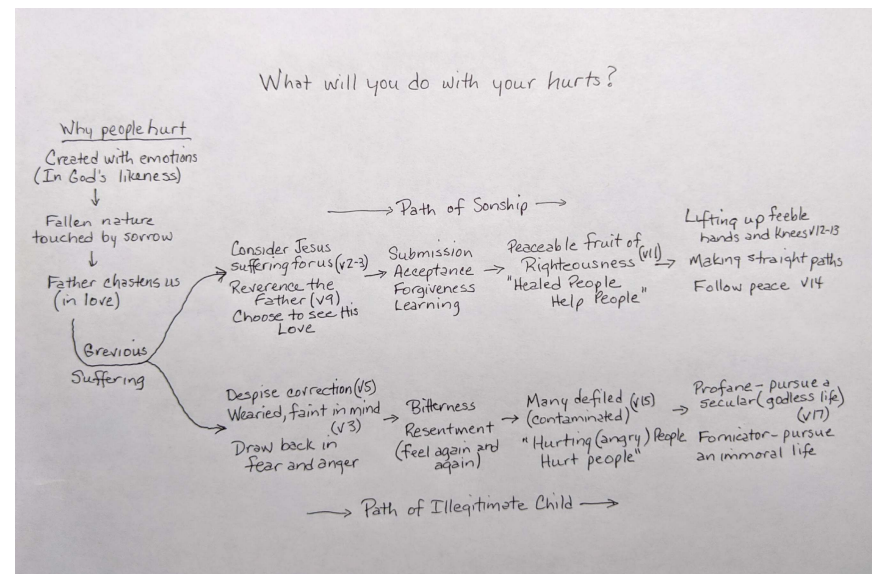 What will you do with your hurts?
Why people hurt
Created with emotions
(In God's likeness)
↓
Fallen nature
touched by sorrow
↓
Father chastens us
(in love)
Grevious
Suffering
→ Path of Sonship →
Consider Jesus
suffering for us (v2-3)
Reverence the
Father (v9)
Choose to see His
Love
→
Submission
Acceptance
Forgiveness
Learning
→
Peaceable fruit of
Righteousness (v11)
"Healed People
Help People"
→
Lifting up feeble
hands and Knees v12-13
Making straight paths
Follow peace v14
Despise correction (v5)
Wearied, faint in mind
(v3)
Draw back in
fear and anger
→
Bitterness
Resentment
(feel again and
again)
→
Many defiled (v15)
(contaminated)
"Hurting (angry) People
Hurt people"
→
Profane - pursue a
secular (godless life)
(v17)
Fornicator - pursue
an immoral life
→ Path of Illegitimate Child →